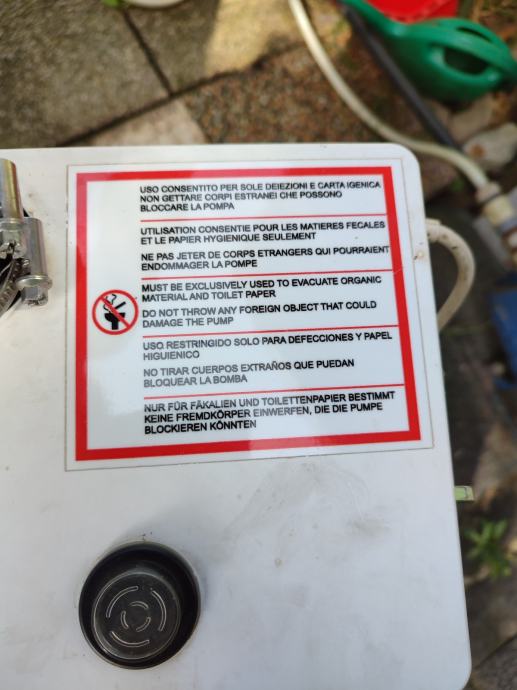 USO CONSENTITO PER SOLE DEIEZIONI E CARTA IGENICA
NON GETTARE CORPI ESTRANEI CHE POSSONO
BLOCCARE LA POMPA
UTILISATION CONSENTIE POUR LES MATIERES FECALES
ET LE PAPIER HYGIENIQUE SEULEMENT
NE PAS JETER DE CORPS ETRANGERS QUI POURRAIENT
ENDOMMAGER LA POMPE
MUST BE EXCLUSIVELY USED TO EVACUATE ORGANIC
MATERIAL AND TOILET PAPER
DO NOT THROW ANY FOREIGN OBJECT THAT COULD
DAMAGE THE PUMP
USO RESTRINGIDO SOLO PARA DEFECCIONES Y PAPEL
HIGUIENICO
NO TIRAR CUERPOS EXTRAÑOS QUE PUEDAN
BLOQUEAR LA BOMBA
NUR FÜR FÄKALIEN UND TOILETTENPAPIER BESTIMMT
KEINE FREMDKÖRPER EINWERFEN, DIE DIE PUMPE
BLOCKIEREN KÖNNTEN